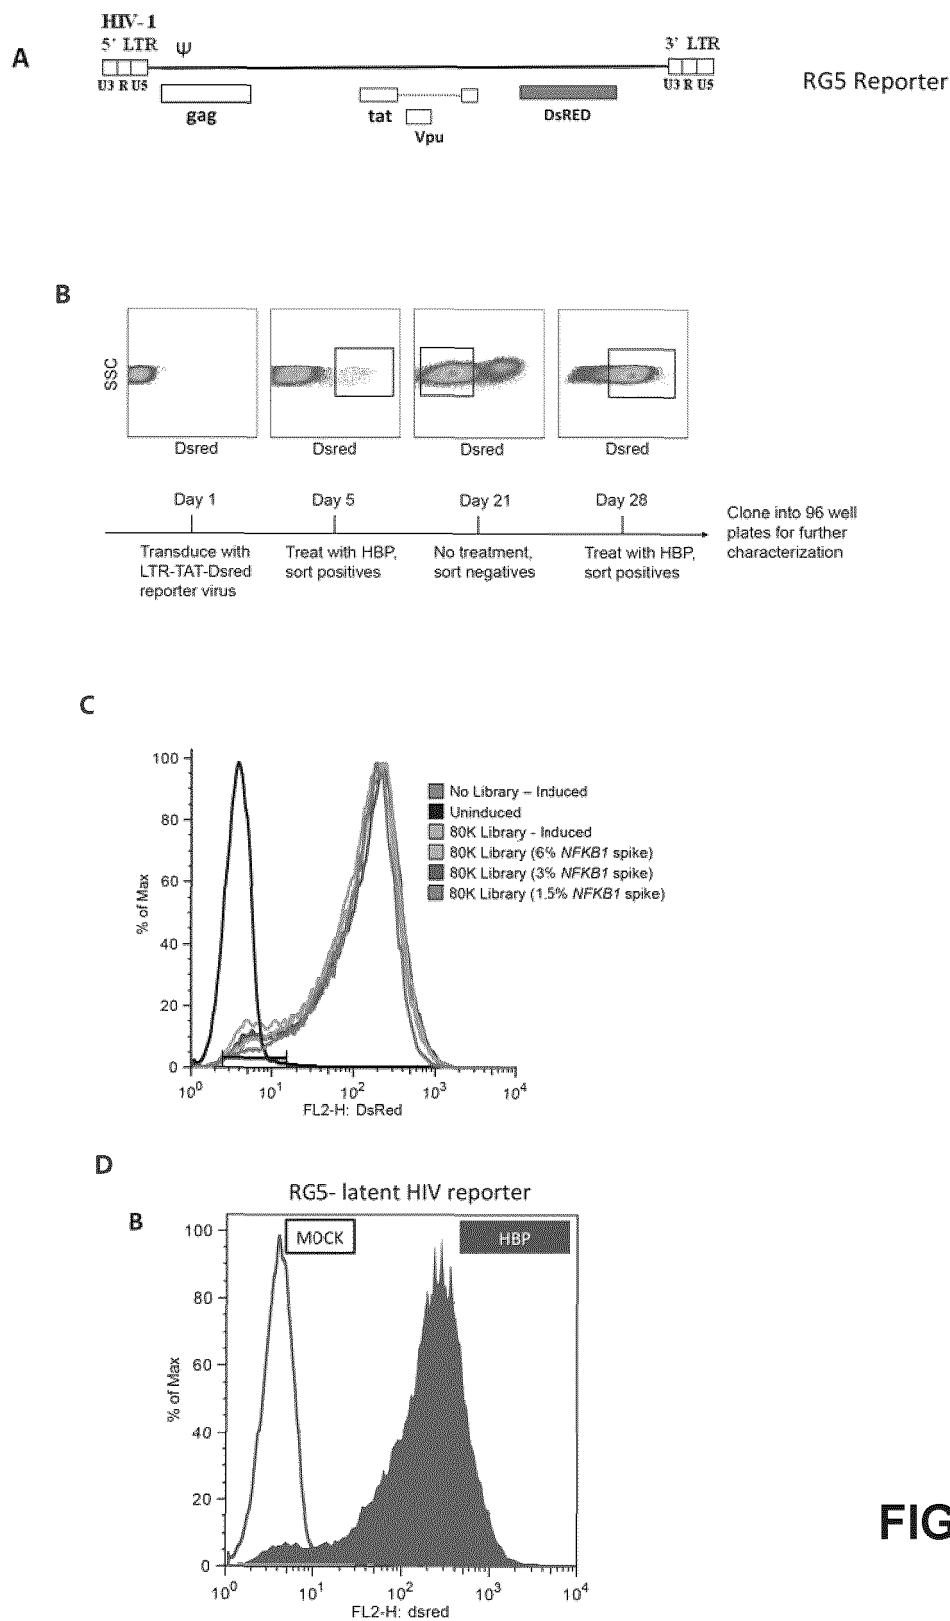 A
HIV-1
5' LTR
ψ
3' LTR
U3 R U5
U3 R U5
RG5 Reporter
gag
tat
DsRED
Vpu
B
SSC
Dsred
Dsred
Dsred
Dsred
Day 1
Day 5
Day 21
Day 28
Transduce with
LTR-TAT-Dsred
reporter virus
Treat with HBP,
sort positives
No treatment,
sort negatives
Treat with HBP,
sort positives
Clone into 96 well
plates for further
characterization
C
% of Max
100
80
60
40
20
0
10^0
10^1
10^2
10^3
10^4
FL2-H: DsRed
No Library – Induced
Uninduced
80K Library - Induced
80K Library (6% NFKB1 spike)
80K Library (3% NFKB1 spike)
80K Library (1.5% NFKB1 spike)
D
RG5- latent HIV reporter
B
MOCK
HBP
% of Max
100
80
60
40
20
0
10^0
10^1
10^2
10^3
10^4
FL2-H: dsred
FIG